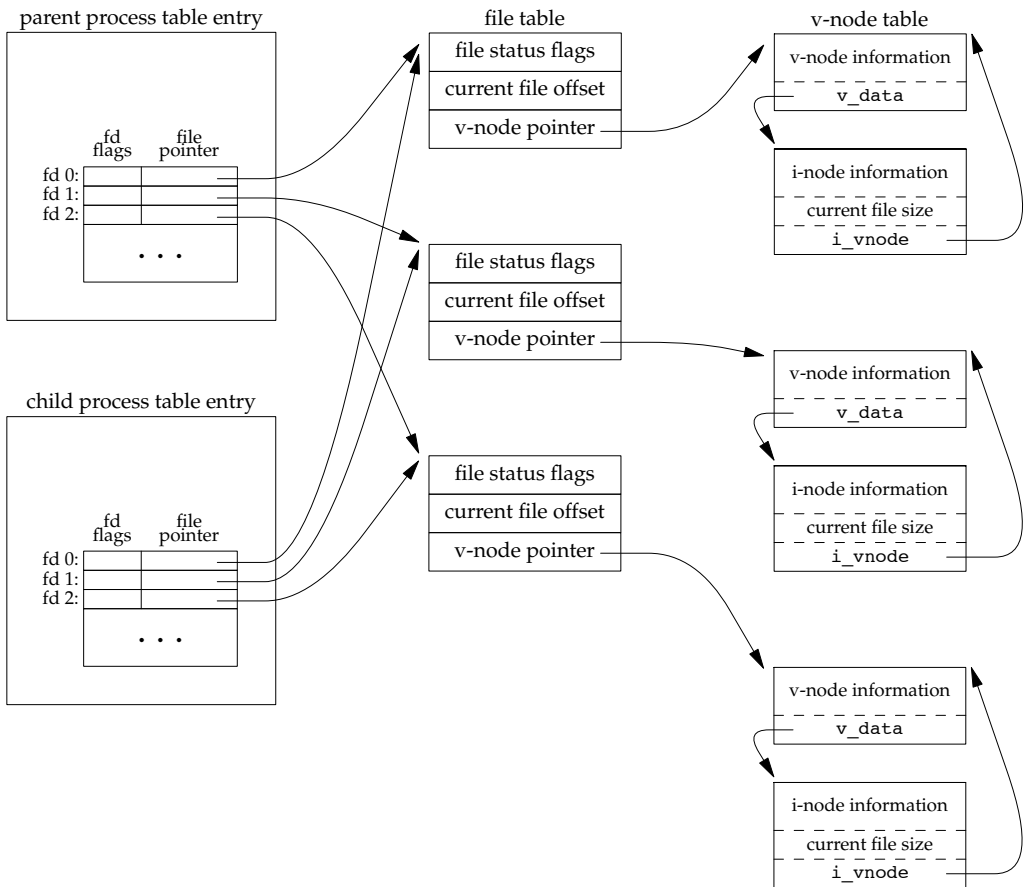 parent process table entry
fd flags
file pointer
fd 0:
fd 1:
fd 2:
. . .
child process table entry
fd flags
file pointer
fd 0:
fd 1:
fd 2:
. . .
file table
file status flags
current file offset
v-node pointer
file status flags
current file offset
v-node pointer
file status flags
current file offset
v-node pointer
v-node table
v-node information
v_data
i-node information
current file size
i_vnode
v-node information
v_data
i-node information
current file size
i_vnode
v-node information
v_data
i-node information
current file size
i_vnode